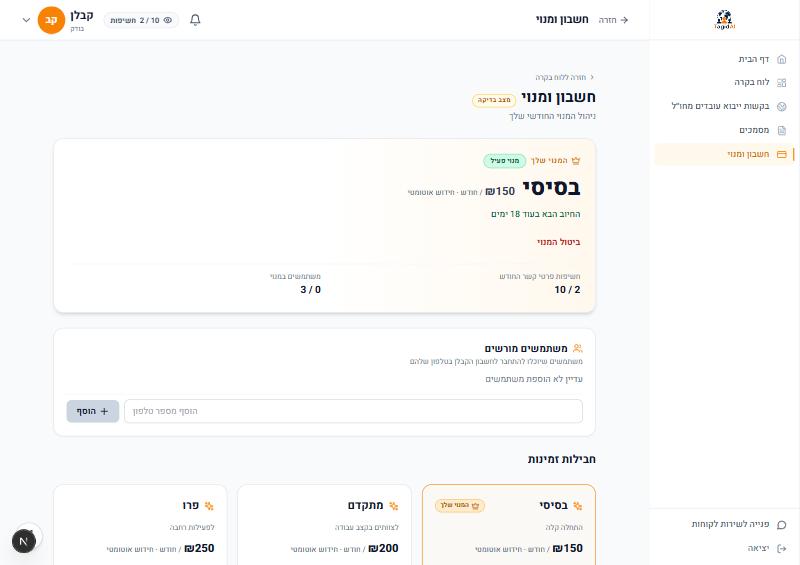 TagidAI
דף הבית
לוח בקרה
בקשות ייבוא עובדים מחו״ל
מסמכים
חשבון ומנוי
פנייה לשירות לקוחות
יציאה
חזרה
חשבון ומנוי
2 / 10 חשיפות
קב
קבלן
בודק
חזרה ללוח בקרה
חשבון ומנוי
מצב בדיקה
ניהול המנוי החודשי שלך
המנוי שלך
מנוי פעיל
בסיסי
₪150 / חודש · חידוש אוטומטי
החיוב הבא בעוד 18 ימים
ביטול המנוי
חשיפות פרטי קשר החודש
2 / 10
משתמשים במנוי
0 / 3
משתמשים מורשים
משתמשים שיוכלו להתחבר לחשבון הקבלן בטלפון שלהם
עדיין לא הוספת משתמשים
הוסף מספר טלפון
+ הוסף
חבילות זמינות
בסיסי
המנוי שלך
התחלה קלה
₪150 / חודש · חידוש אוטומטי
מתקדם
לצוותים בקצב עבודה
₪200 / חודש · חידוש אוטומטי
פרו
לפעילות רחבה
₪250 / חודש · חידוש אוטומטי
N